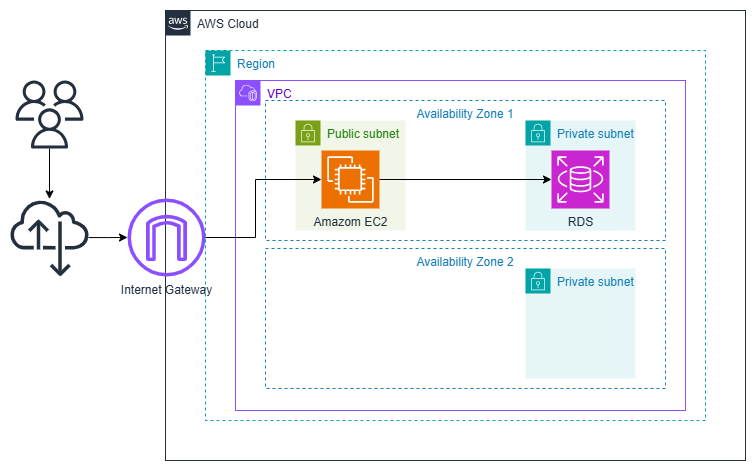 aws
AWS Cloud
Region
VPC
Availability Zone 1
Public subnet
Private subnet
Amazom EC2
RDS
Internet Gateway
Availability Zone 2
Private subnet